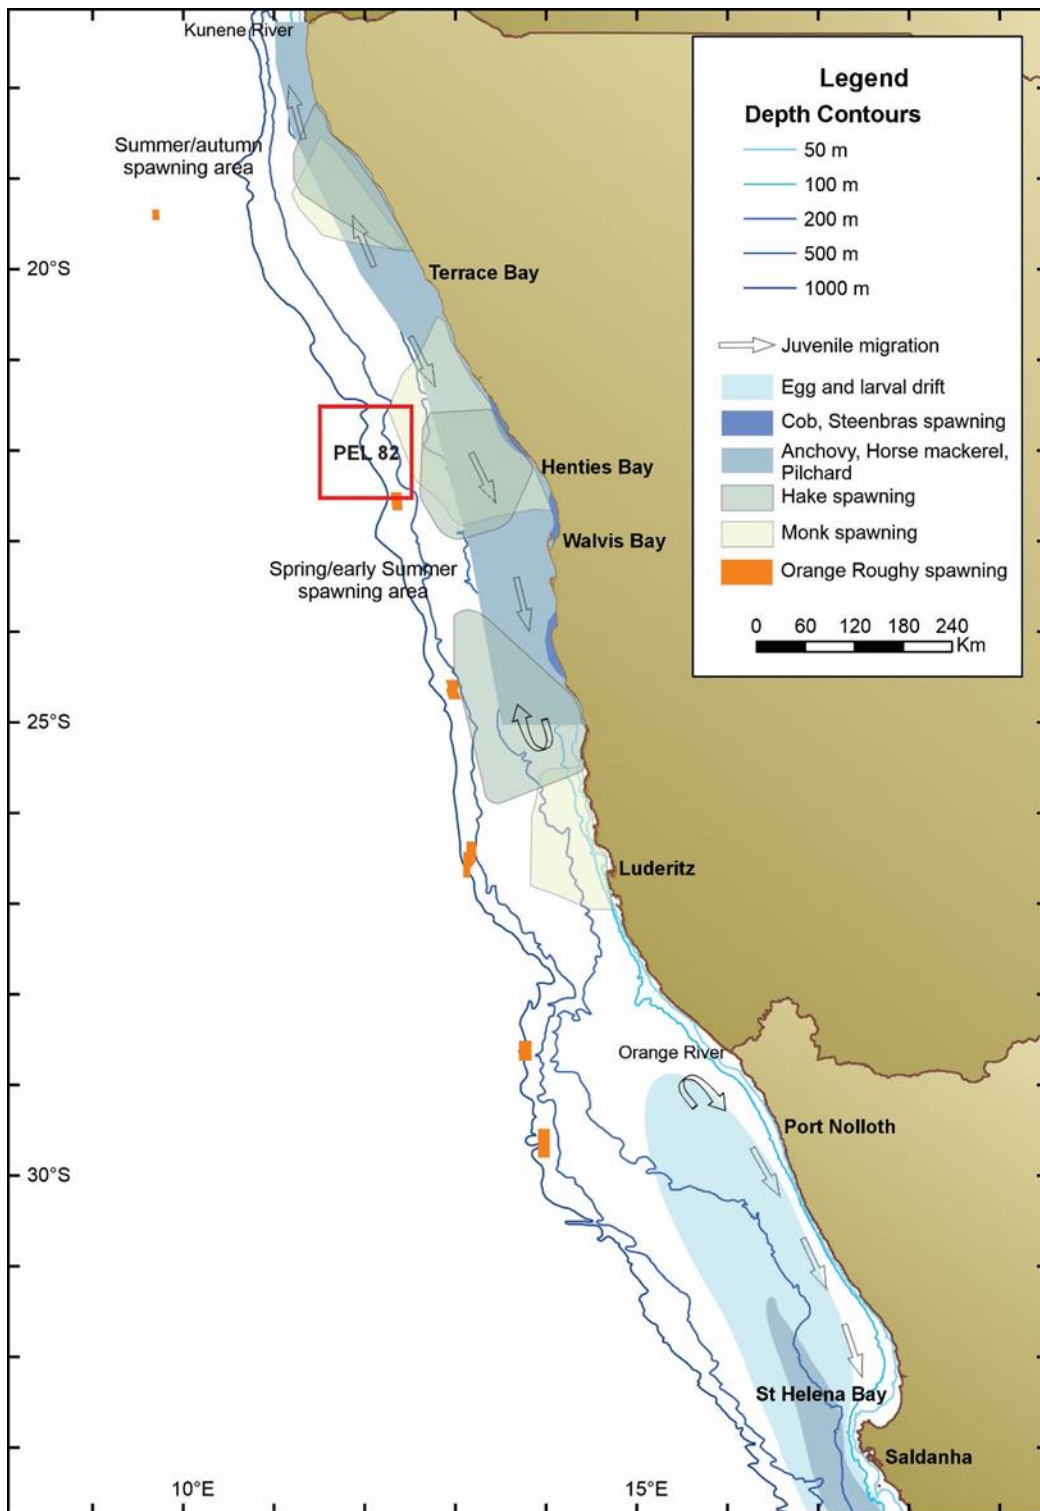 Kunene River
Legend
Depth Contours
50 m
100 m
200 m
500 m
1000 m
Juvenile migration
Egg and larval drift
Cob, Steenbras spawning
Anchovy, Horse mackerel,
Pilchard
Hake spawning
Monk spawning
Orange Roughy spawning
0 60 120 180 240
Km
Summer/autumn
spawning area
20°S
Terrace Bay
PEL 82
Henties Bay
Walvis Bay
Spring/early Summer
spawning area
25°S
Luderitz
Orange River
Port Nolloth
30°S
St Helena Bay
Saldanha
10°E
15°E